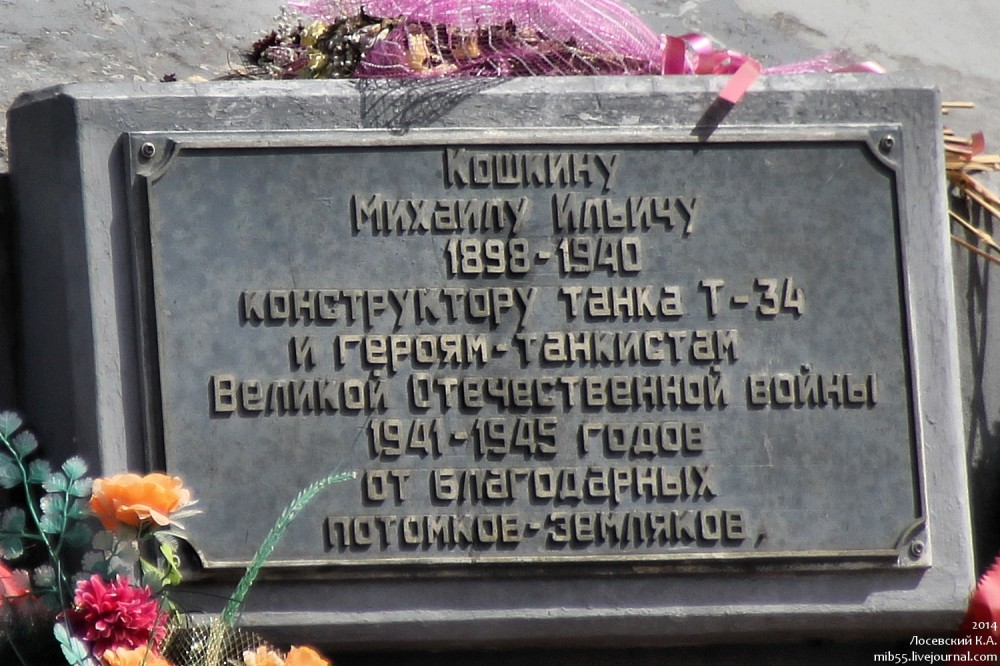 Кошкину
Михаилу Ильичу
1898-1940
конструктору танка Т-34
и героям-танкистам
Великой Отечественной войны
1941-1945 годов
от благодарных
потомков-земляков
2014
Лосевский К.А.
mib55.livejournal.com